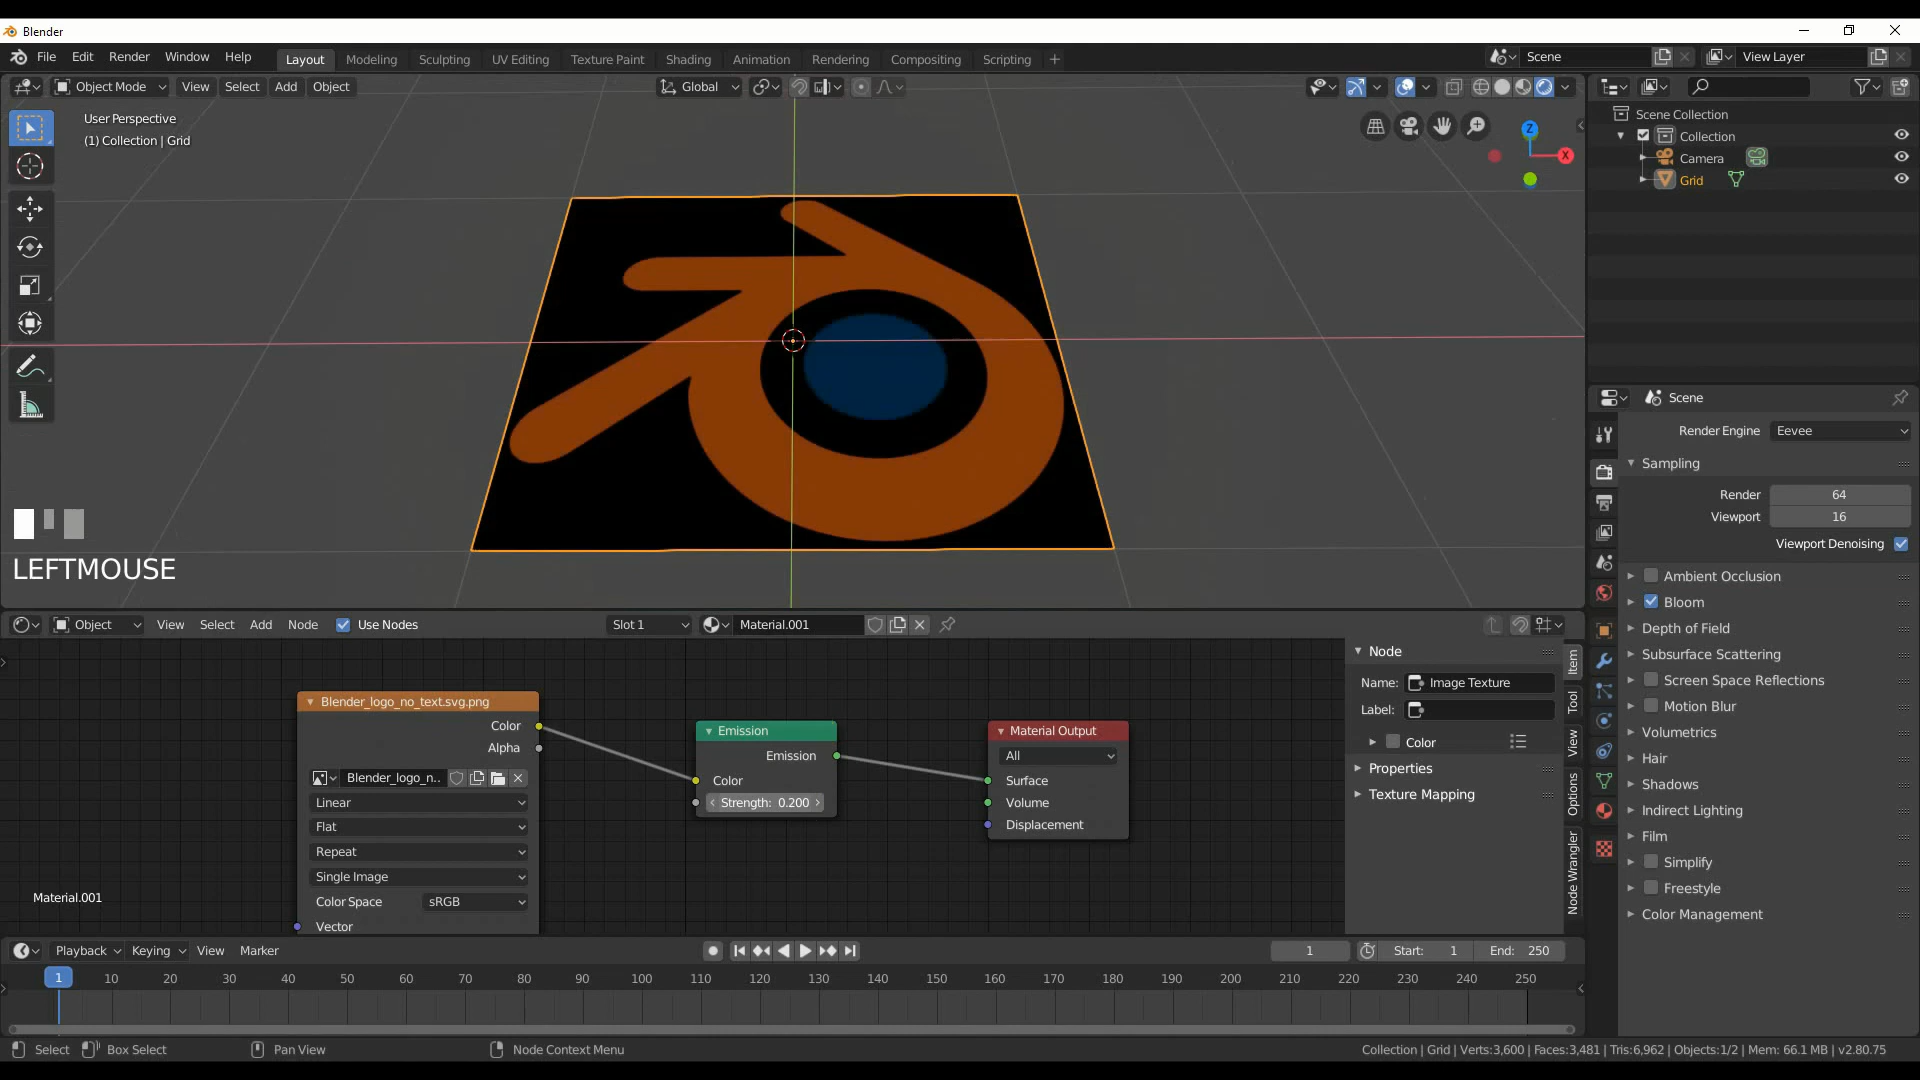 Blender
File Edit Render Window Help Layout Modeling Sculpting UV Editing Texture Paint Shading Animation Rendering Compositing Scripting + Scene View Layer
Object Mode View Select Add Object Global
User Perspective
(1) Collection | Grid
Z
X
LEFTMOUSE
Scene Collection
Collection
Camera
Grid
Scene
Render Engine Eevee
Sampling
Render 64
Viewport 16
Viewport Denoising
Ambient Occlusion
Bloom
Depth of Field
Subsurface Scattering
Screen Space Reflections
Motion Blur
Volumetrics
Hair
Shadows
Indirect Lighting
Film
Simplify
Freestyle
Color Management
Object View Select Add Node Use Nodes Slot 1 Material.001
Blender_logo_no_text.svg.png
Color
Alpha
Blender_logo_n..
Linear
Flat
Repeat
Single Image
Color Space sRGB
Vector
Emission
Emission
Color
Strength: 0.200
Material Output
All
Surface
Volume
Displacement
Node
Name: Image Texture
Label:
Color
Properties
Texture Mapping
Item
Tool
View
Options
Node Wrangler
Material.001
Playback Keying View Marker 1 Start: 1 End: 250
1 10 20 30 40 50 60 70 80 90 100 110 120 130 140 150 160 170 180 190 200 210 220 230 240 250
Select Box Select Pan View Node Context Menu Collection | Grid | Verts:3,600 | Faces:3,481 | Tris:6,962 | Objects:1/2 | Mem: 66.1 MB | v2.80.75